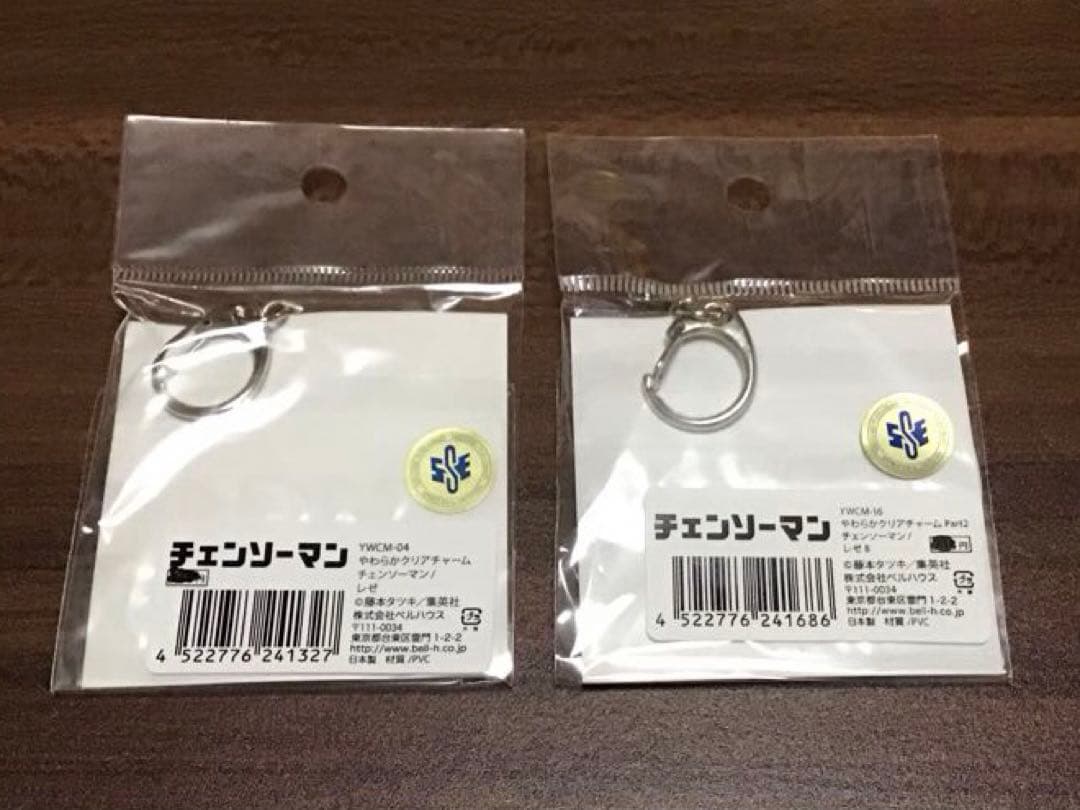 SSE
チェンソーマン
YWCM-04
やわらかクリアチャーム
チェンソーマン/
レゼ
円
©藤本タツキ/集英社
株式会社ベルハウス
〒111-0034
東京都台東区雷門 1-2-2
http://www.bell-h.co.jp
日本製 材質/PVC
4 522776 241327
SSE
チェンソーマン
YWCM-16
やわらかクリアチャーム Part2
チェンソーマン/
レゼ B
円
©藤本タツキ/集英社
株式会社ベルハウス
〒111-0034
東京都台東区雷門 1-2-2
http://www.bell-h.co.jp
日本製 材質/PVC
4 522776 241686